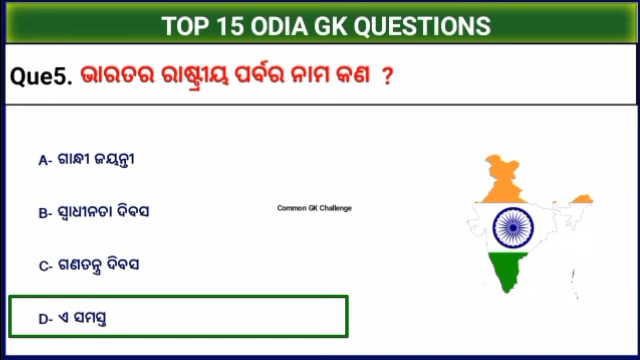 TOP 15 ODIA GK QUESTIONS
Que5. ଭାରତର ରାଷ୍ଟ୍ରୀୟ ପର୍ବର ନାମ କଣ ?
A- ଗାନ୍ଧୀ ଜୟନ୍ତୀ
B- ସ୍ୱାଧୀନତା ଦିବସ
Common GK Challenge
C- ଗଣତନ୍ତ୍ର ଦିବସ
D- ଏ ସମସ୍ତ